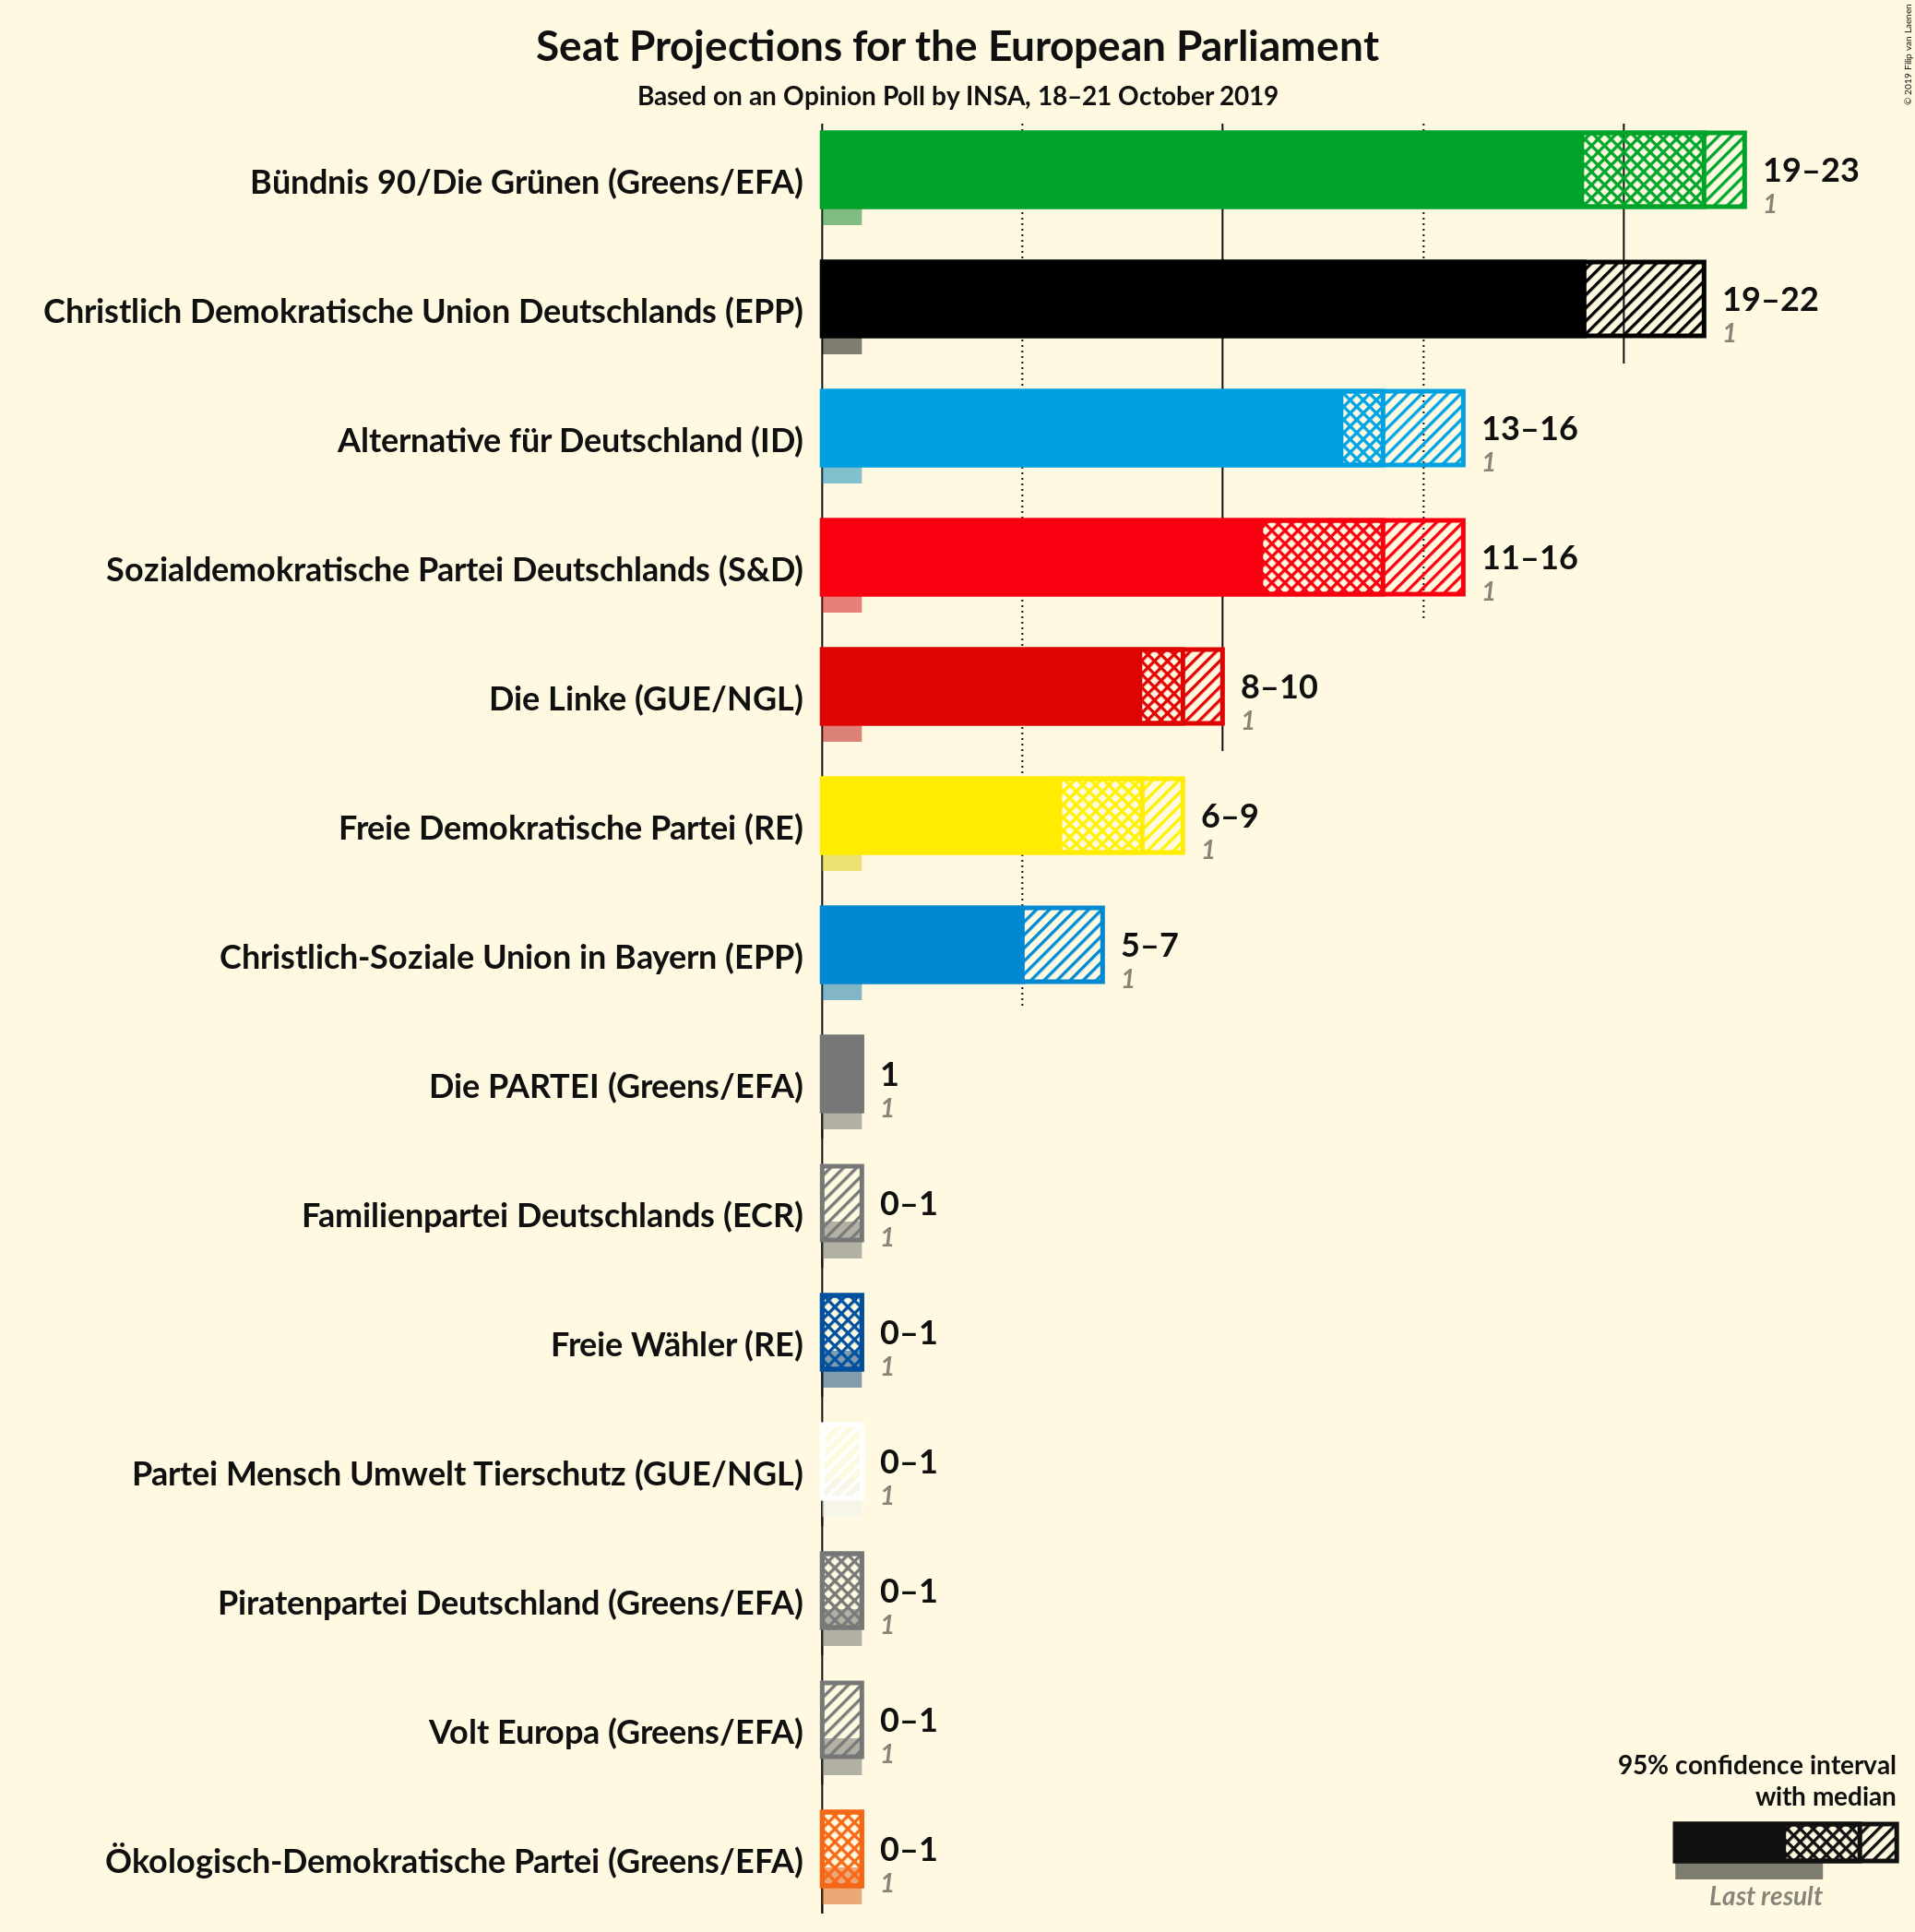 Seat Projections for the European Parliament
Based on an Opinion Poll by INSA, 18–21 October 2019
© 2019 Filip van Laenen
Bündnis 90/Die Grünen (Greens/EFA)
19–23
1
Christlich Demokratische Union Deutschlands (EPP)
19–22
1
Alternative für Deutschland (ID)
13–16
1
Sozialdemokratische Partei Deutschlands (S&D)
11–16
1
Die Linke (GUE/NGL)
8–10
1
Freie Demokratische Partei (RE)
6–9
1
Christlich-Soziale Union in Bayern (EPP)
5–7
1
Die PARTEI (Greens/EFA)
1
1
Familienpartei Deutschlands (ECR)
0–1
1
Freie Wähler (RE)
0–1
1
Partei Mensch Umwelt Tierschutz (GUE/NGL)
0–1
1
Piratenpartei Deutschland (Greens/EFA)
0–1
1
Volt Europa (Greens/EFA)
0–1
1
Ökologisch-Demokratische Partei (Greens/EFA)
0–1
1
95% confidence interval
with median
Last result